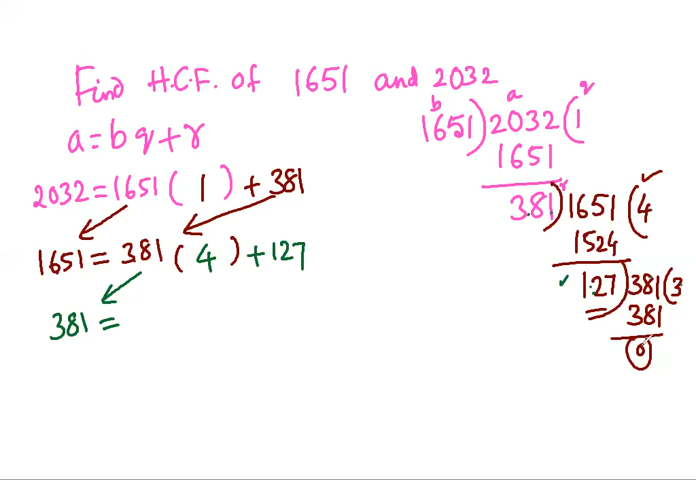 Find H.C.F. of 1651 and 2032
a = bq + r
2032 = 1651 ( 1 ) + 381
1651 = 381 ( 4 ) + 127
381 =
b a q
1651 ) 2032 ( 1
1651
381 ) 1651 ( 4
1524
127 ) 381 ( 3
381
0